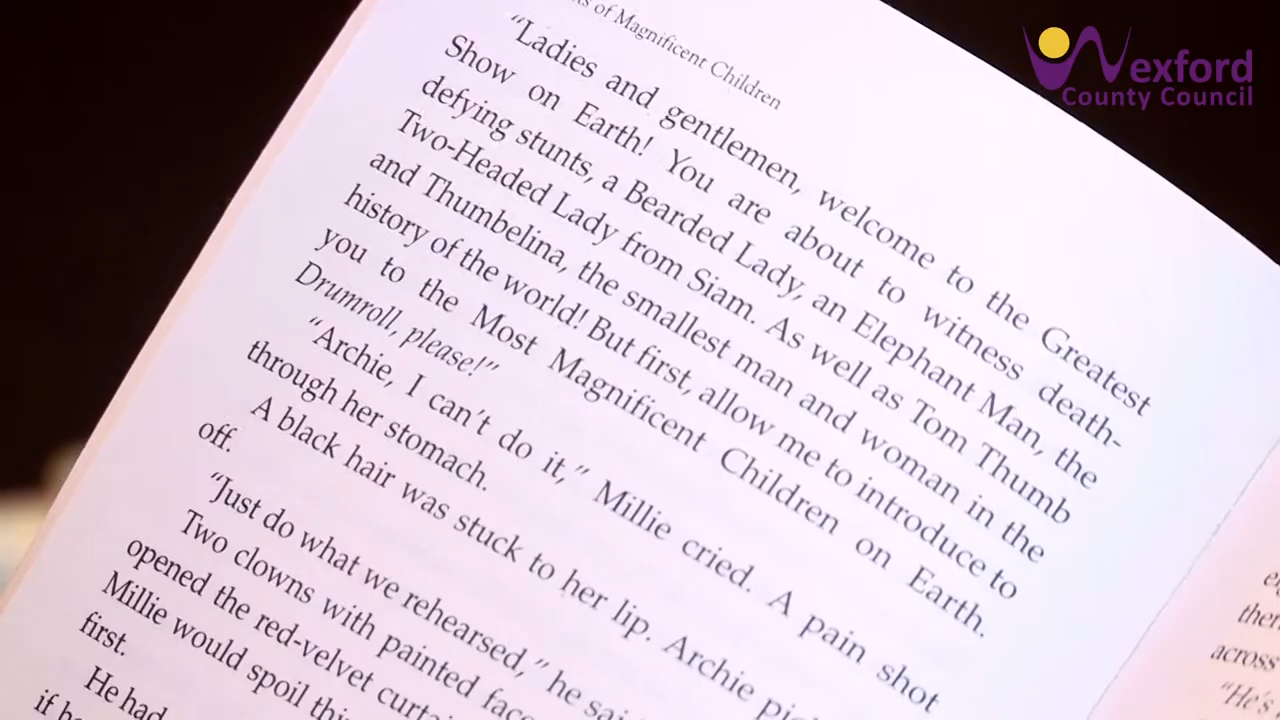 of Magnificent Children
"Ladies and gentlemen, welcome to the Greatest
Show on Earth! You are about to witness death-
defying stunts, a Bearded Lady, an Elephant Man, the
Two-Headed Lady from Siam. As well as Tom Thumb
and Thumbelina, the smallest man and woman in the
history of the world! But first, allow me to introduce to
you to the Most Magnificent Children on Earth.
Drumroll, please!"
"Archie, I can't do it," Millie cried. A pain shot
through her stomach.
A black hair was stuck to her lip. Archie
off.
"Just do what we rehearsed," he
Two clowns with painted
opened the red-velvet
Millie would spoil
first.
He had
if
across
"He's
Wexford
County Council